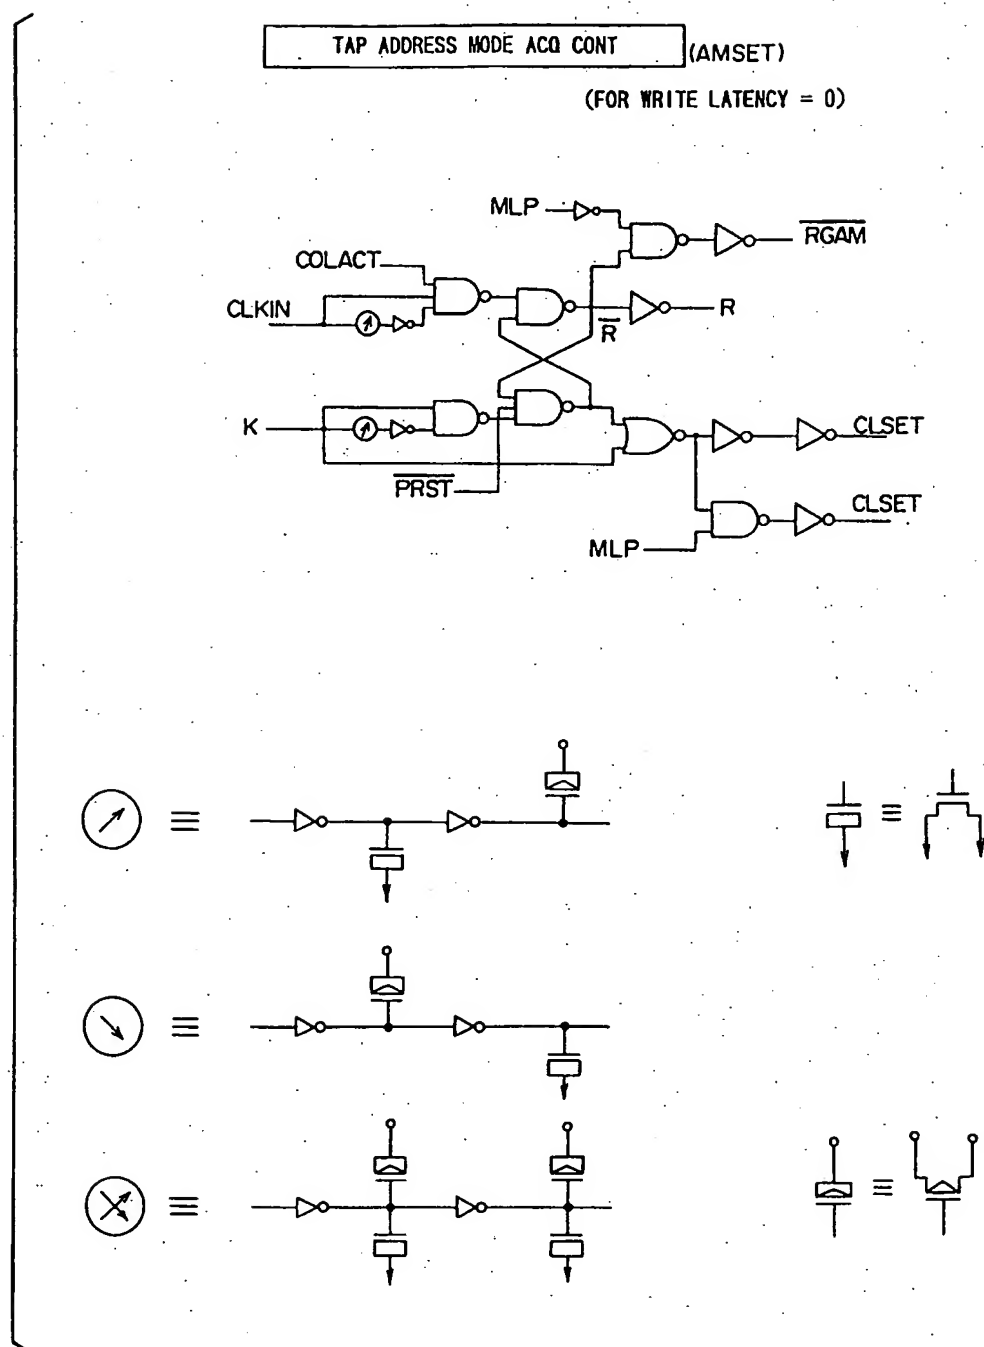 TAP ADDRESS MODE ACQ CONT (AMSET)
(FOR WRITE LATENCY = 0)
MLP
RGAM
COLACT
CLKIN
R
R
K
CLSET
PRST
CLSET
MLP